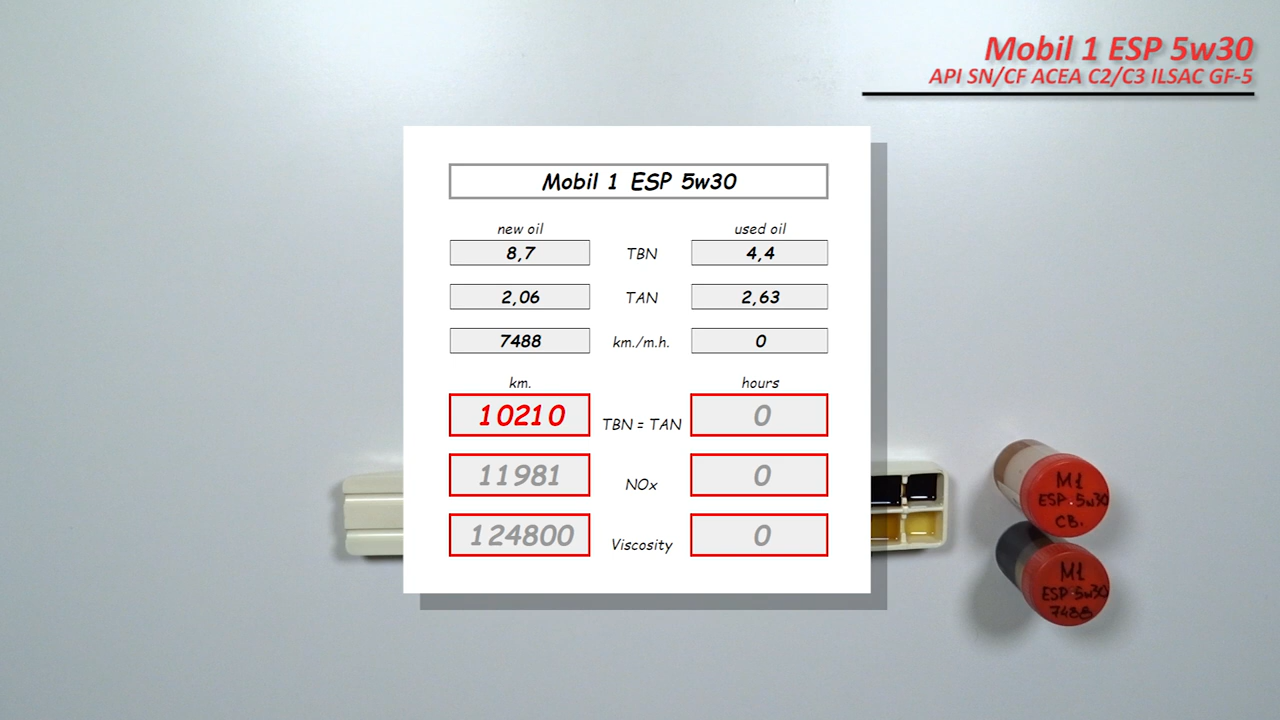 Mobil 1 ESP 5w30
API SN/CF ACEA C2/C3 ILSAC GF-5
Mobil 1 ESP 5w30
new oil used oil
8,7 TBN 4,4
2,06 TAN 2,63
7488 km./m.h. 0
km. hours
10210 TBN = TAN 0
11981 NOx 0
124800 Viscosity 0
M1
ESP 5w30
CB.
M1
ESP 5w30
7488